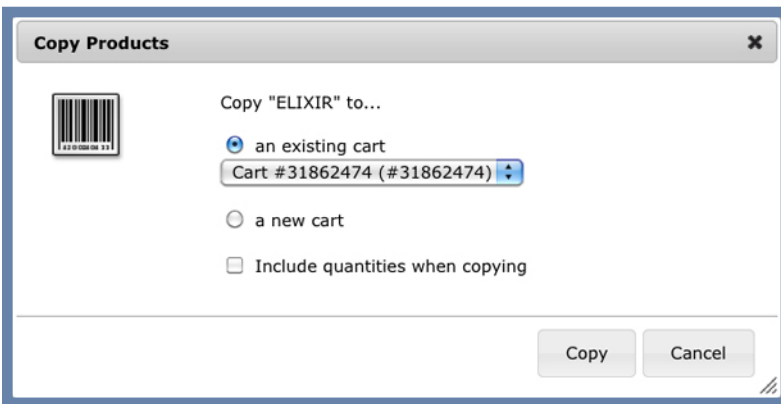 Copy Products
Copy "ELIXIR" to...
an existing cart
Cart #31862474 (#31862474)
a new cart
Include quantities when copying
Copy
Cancel